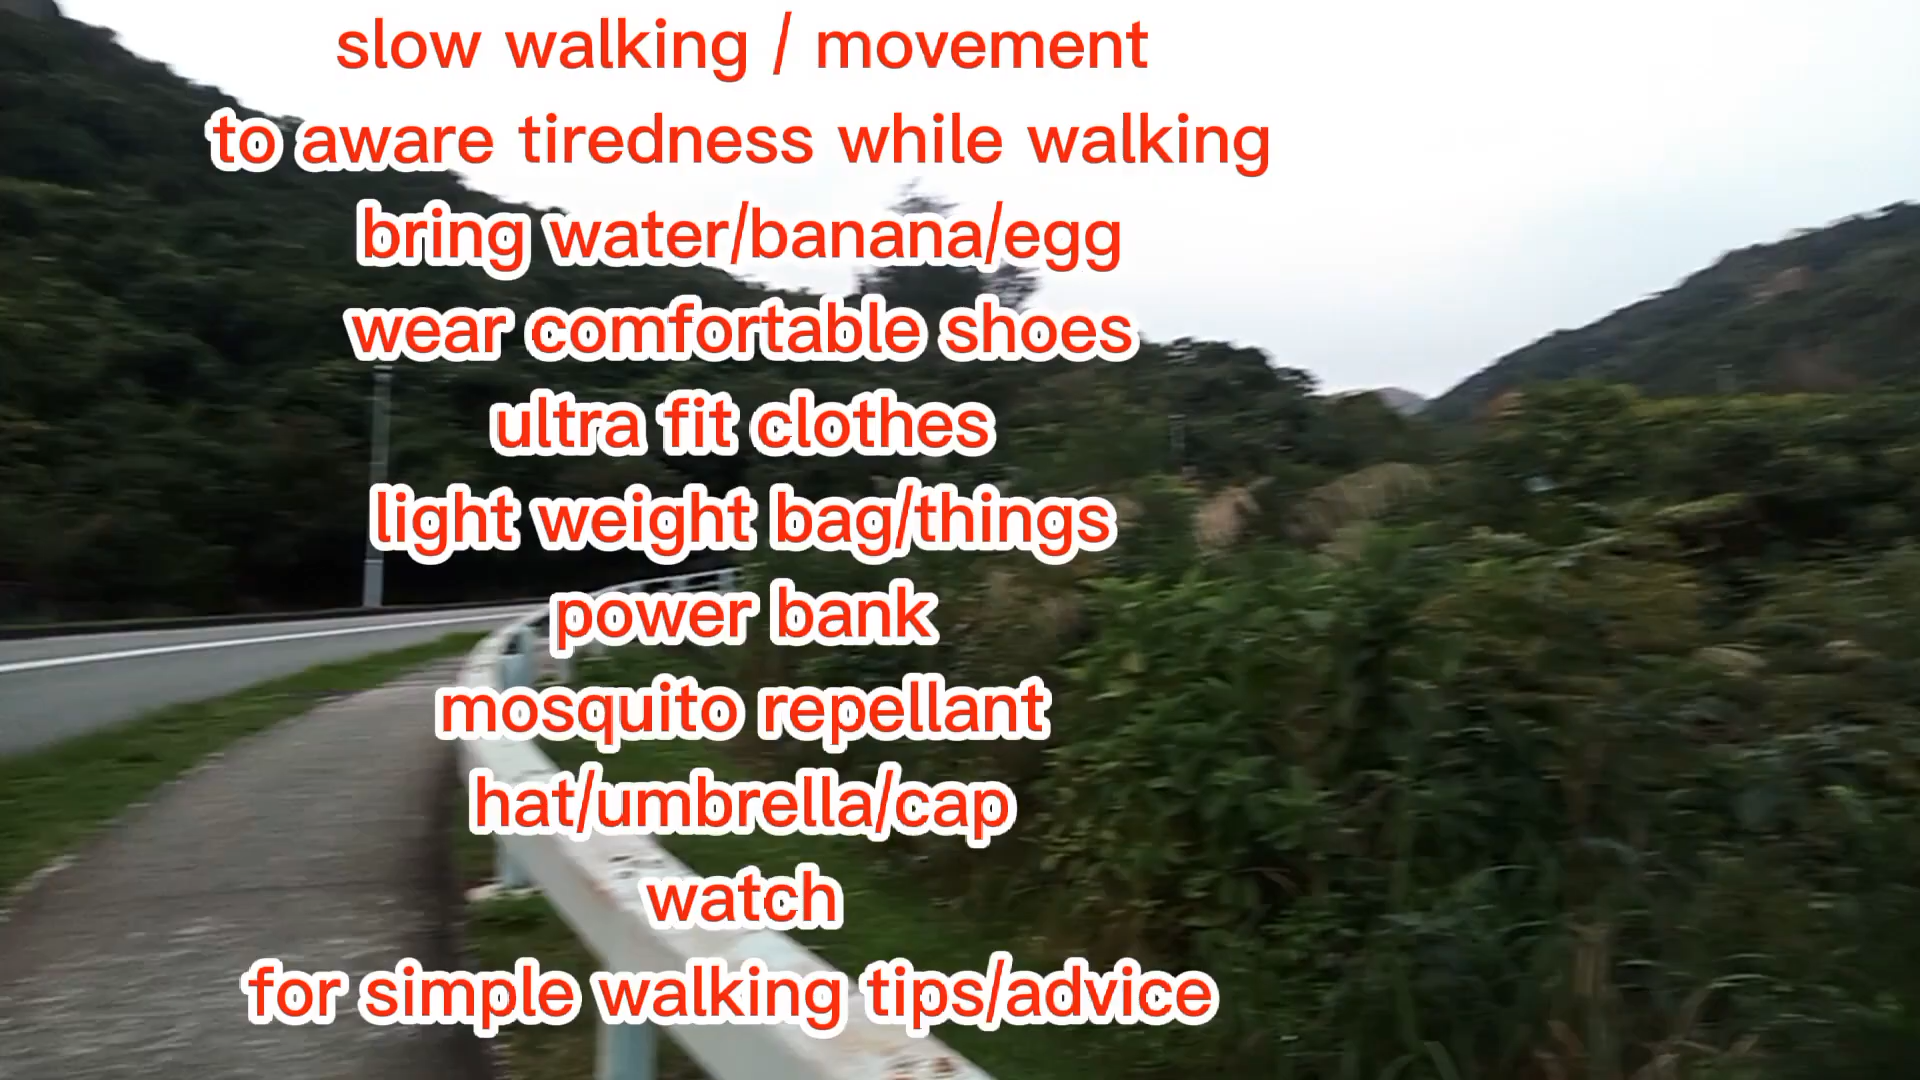 slow walking / movement
to aware tiredness while walking
bring water/banana/egg
wear comfortable shoes
ultra fit clothes
light weight bag/things
power bank
mosquito repellant
hat/umbrella/cap
watch
for simple walking tips/advice